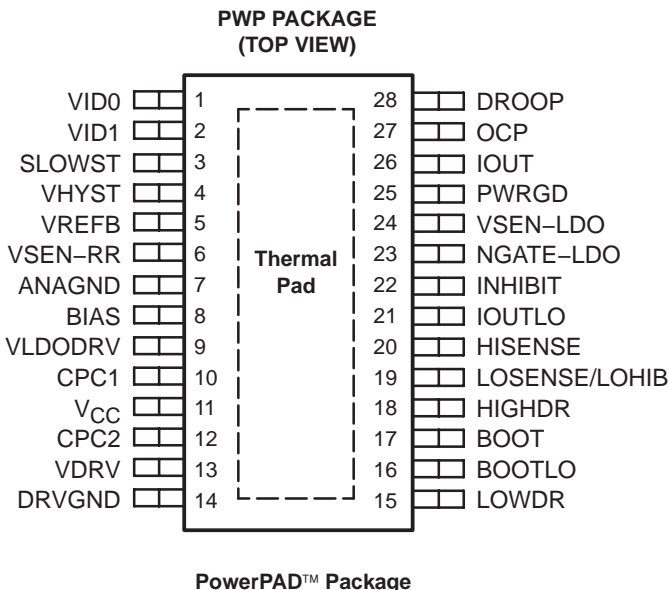 PWP PACKAGE
(TOP VIEW)
VID0 1 28 DROOP
VID1 2 27 OCP
SLOWST 3 26 IOUT
VHYST 4 25 PWRGD
VREFB 5 24 VSEN–LDO
VSEN–RR 6 23 NGATE–LDO
ANAGND 7 22 INHIBIT
BIAS 8 21 IOUTLO
VLDODRV 9 20 HISENSE
CPC1 10 19 LOSENSE/LOHIB
VCC 11 18 HIGHDR
CPC2 12 17 BOOT
VDRV 13 16 BOOTLO
DRVGND 14 15 LOWDR
Thermal
Pad
PowerPAD™ Package